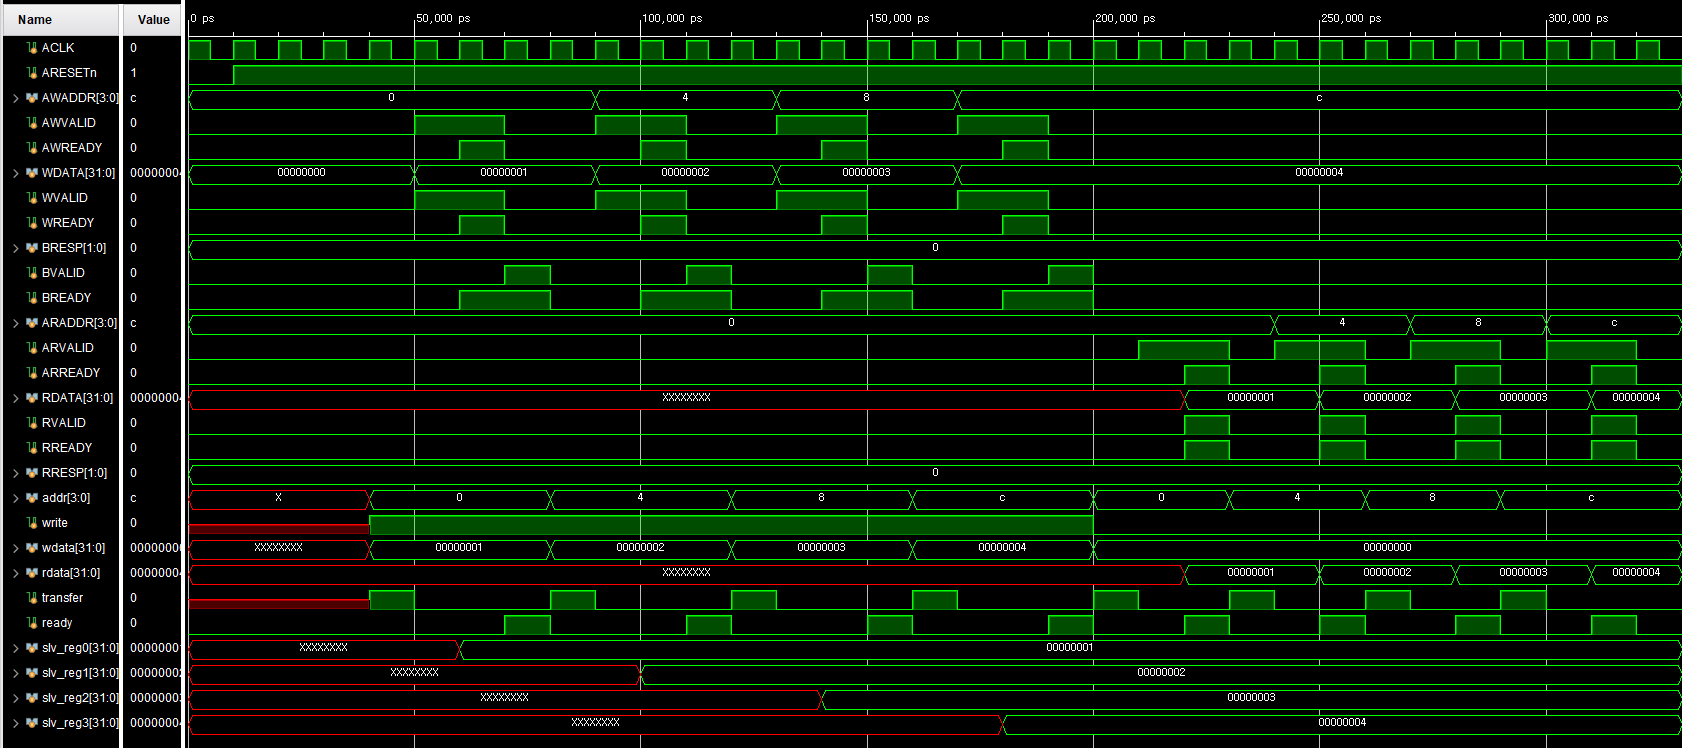 Name Value 0 ps 50,000 ps 100,000 ps 150,000 ps 200,000 ps 250,000 ps 300,000 ps
ACLK 0
ARESETn 1
AWADDR[3:0] c 0 4 8 c
AWVALID 0
AWREADY 0
WDATA[31:0] 00000004 00000000 00000001 00000002 00000003 00000004
WVALID 0
WREADY 0
BRESP[1:0] 0 0
BVALID 0
BREADY 0
ARADDR[3:0] c 0 4 8 c
ARVALID 0
ARREADY 0
RDATA[31:0] 00000004 XXXXXXXX 00000001 00000002 00000003 00000004
RVALID 0
RREADY 0
RRESP[1:0] 0 0
addr[3:0] c X 0 4 8 c 0 4 8 c
write 0
wdata[31:0] 00000000 XXXXXXXX 00000001 00000002 00000003 00000004 00000000
rdata[31:0] 00000004 XXXXXXXX 00000001 00000002 00000003 00000004
transfer 0
ready 0
slv_reg0[31:0] 00000001 XXXXXXXX 00000001
slv_reg1[31:0] 00000002 XXXXXXXX 00000002
slv_reg2[31:0] 00000003 XXXXXXXX 00000003
slv_reg3[31:0] 00000004 XXXXXXXX 00000004